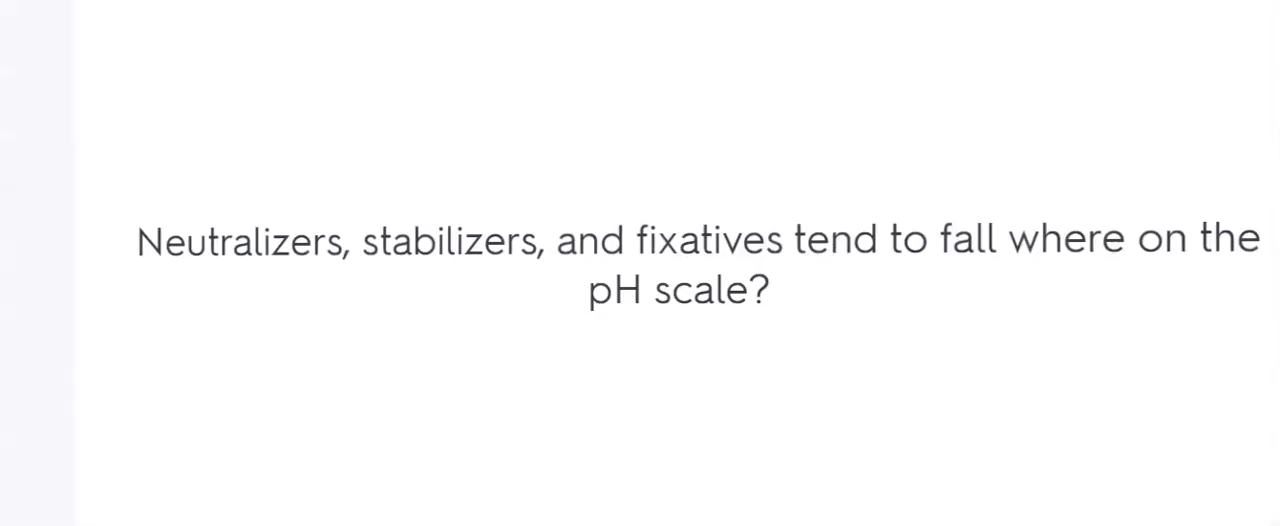 Neutralizers, stabilizers, and fixatives tend to fall where on the
pH scale?